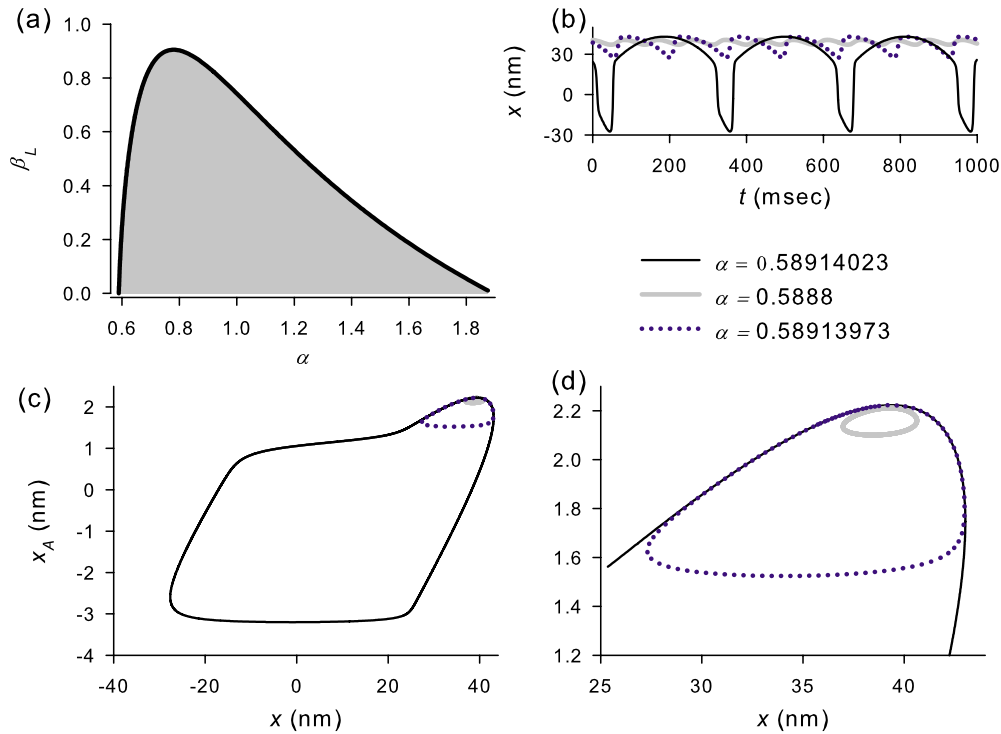 (a)
β_L
1.0
0.8
0.6
0.4
0.2
0.0
0.6 0.8 1.0 1.2 1.4 1.6 1.8
α
(b)
x (nm)
30
0
-30
0 200 400 600 800 1000
t (msec)
α = 0.58914023
α = 0.5888
α = 0.58913973
(c)
x_A (nm)
2
1
0
-1
-2
-3
-4
-40 -20 0 20 40
x (nm)
(d)
2.2
2.0
1.8
1.6
1.4
1.2
25 30 35 40
x (nm)